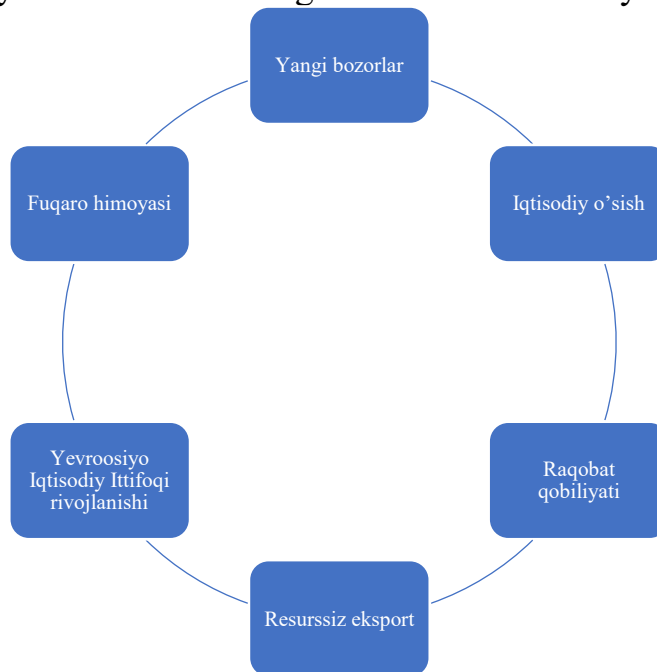 Yangi bozorlar
Iqtisodiy o’sish
Raqobat
qobiliyati
Resurssiz eksport
Yevroosiyo
Iqtisodiy Ittifoqi
rivojlanishi
Fuqaro himoyasi